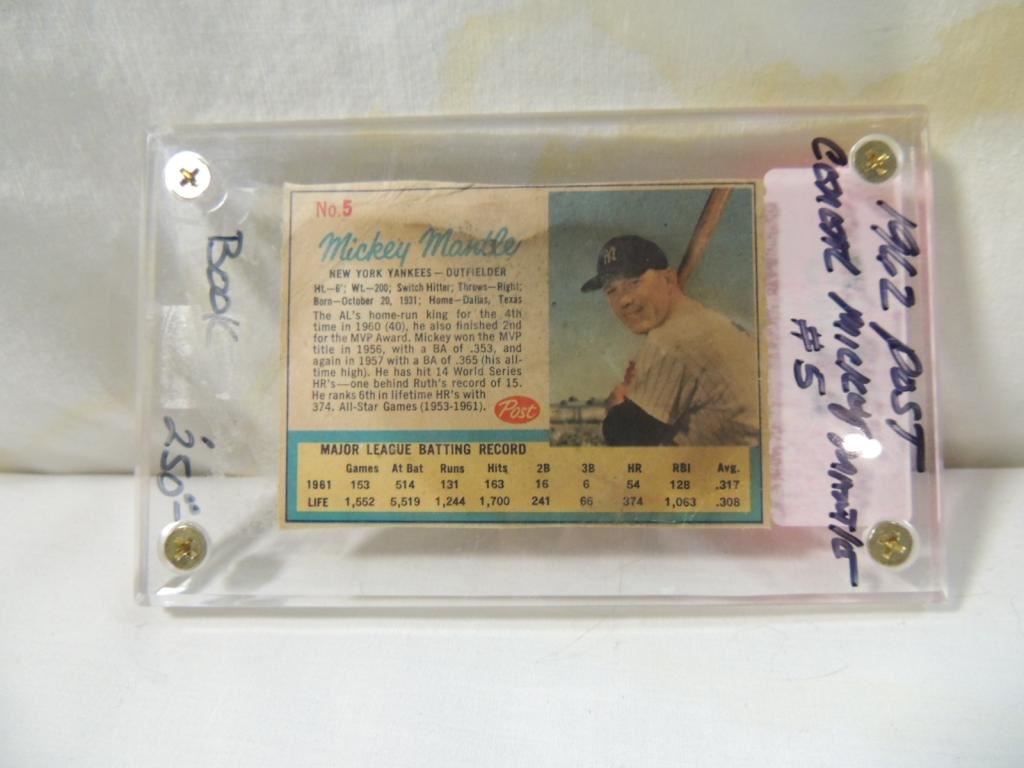 No.5
Mickey Mantle
NEW YORK YANKEES — OUTFIELDER
Ht.—6'; Wt.—200; Switch Hitter; Throws—Right;
Born—October 20, 1931; Home—Dallas, Texas
The AL's home-run king for the 4th
time in 1960 (40), he also finished 2nd
for the MVP Award. Mickey won the MVP
title in 1956, with a BA of .353, and
again in 1957 with a BA of .365 (his all-
time high). He has hit 14 World Series
HR's—one behind Ruth's record of 15.
He ranks 6th in lifetime HR's with
374. All-Star Games (1953-1961).
Post
NY
MAJOR LEAGUE BATTING RECORD
Games At Bat Runs Hits 2B 3B HR RBI Avg.
1961 153 514 131 163 16 6 54 128 .317
LIFE 1,552 5,519 1,244 1,700 241 66 374 1,063 .308
1962 POST
CEREAL MICKEY MANTLE
#5
BOOK
250